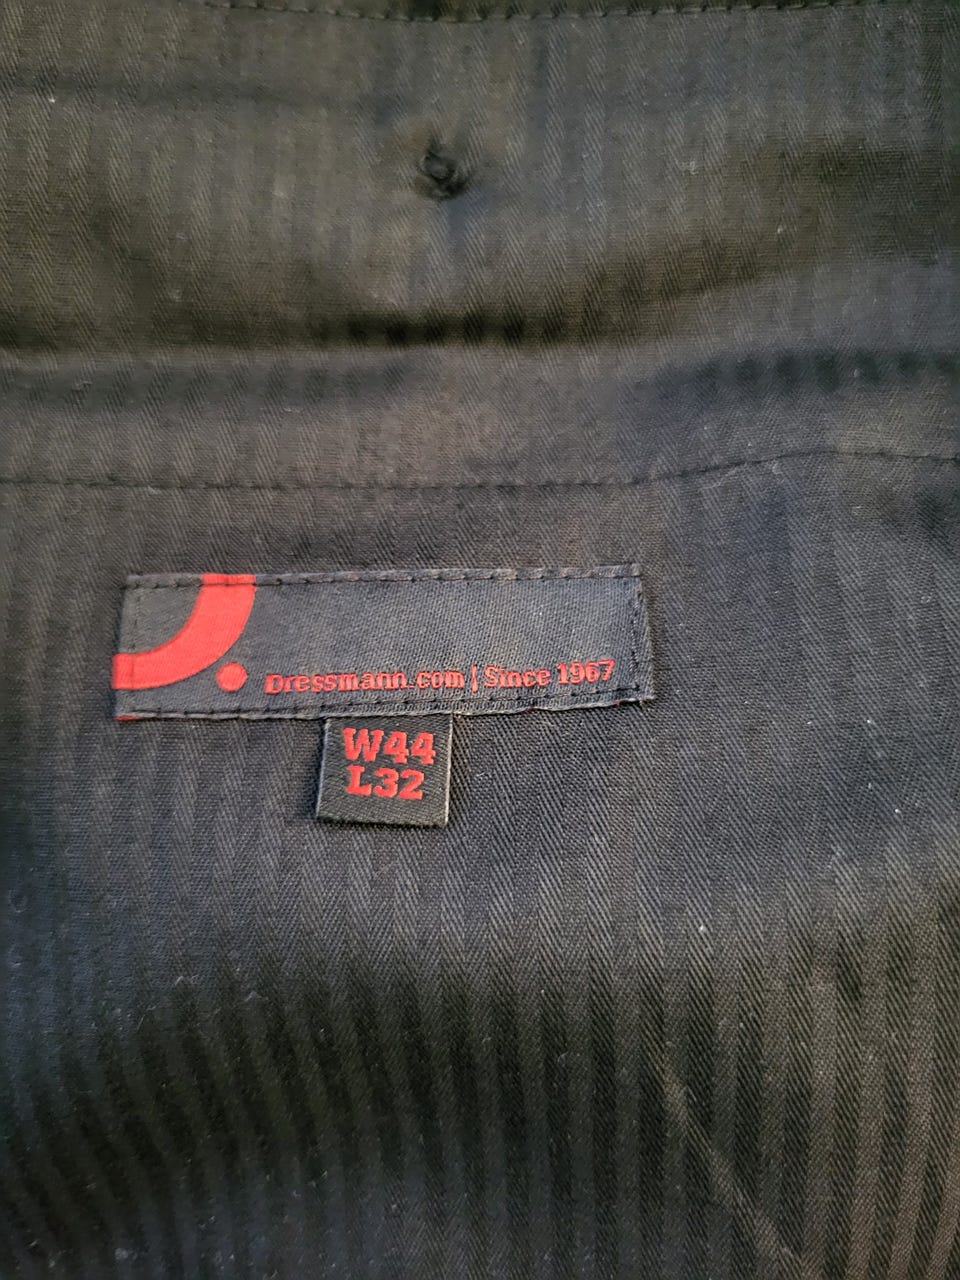 Dressmann.com | Since 1967
W44
L32